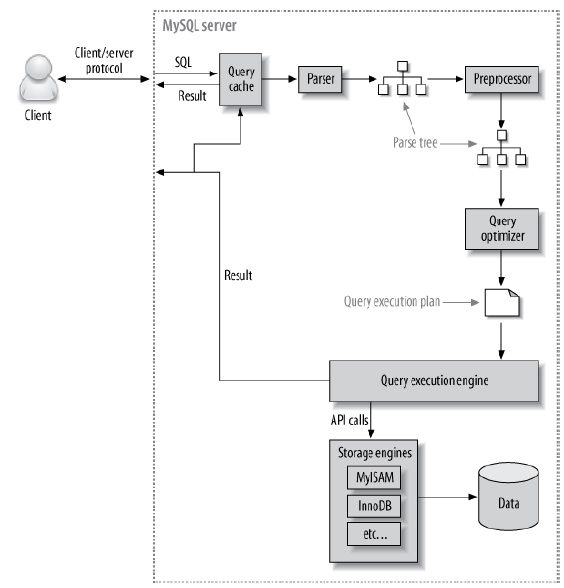 MySQL server
Client/server
protocol
Client
SQL
Result
Query
cache
Parser
Preprocessor
Parse tree
Query
optimizer
Result
Query execution plan
Query execution engine
API calls
Storage engines
MyISAM
InnoDB
etc...
Data